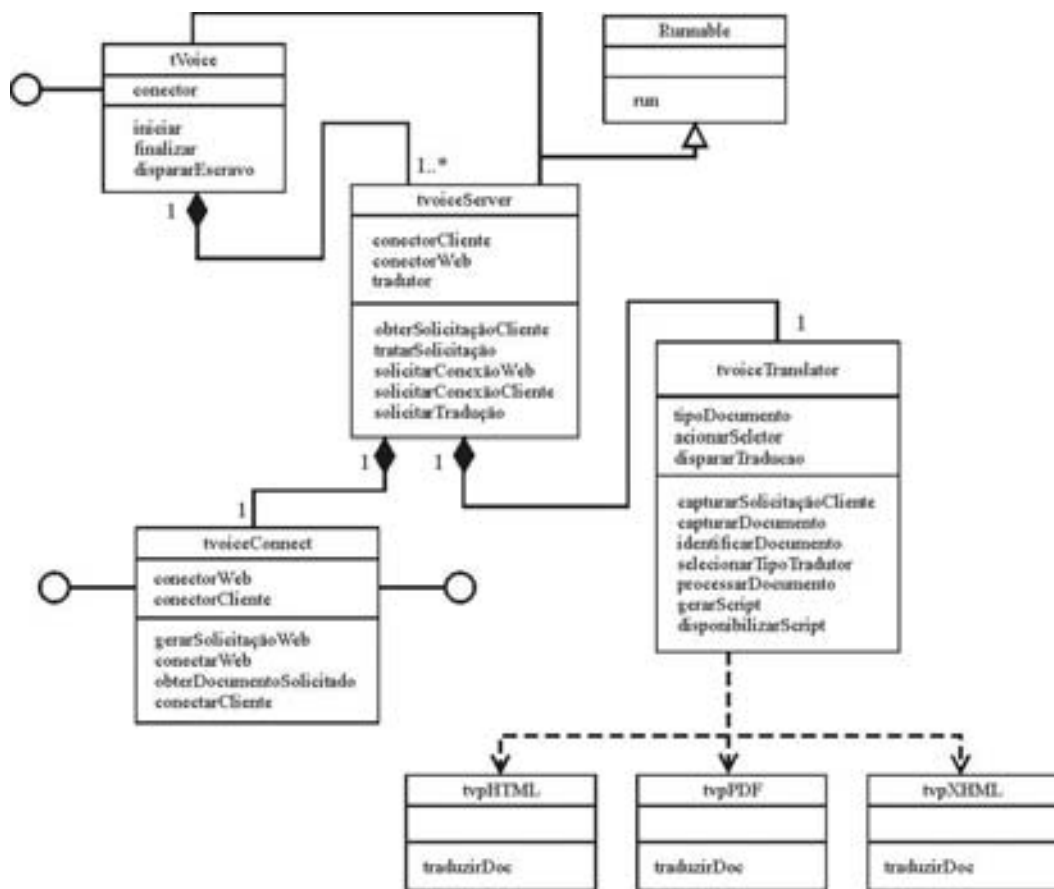 tVoice
conector
iniciar
finalizar
dispararEscravo
1
Runnable
run
1..*
tvoiceServer
conectorCliente
conectorWeb
tradutor
obterSolicitaçãoCliente
tratarSolicitação
solicitarConexãoWeb
solicitarConexãoCliente
solicitarTradução
1
1
1
tvoiceTranslator
tipoDocumento
acionarSeletor
dispararTraducao
capturarSolicitaçãoCliente
capturarDocumento
identificarDocumento
selecionarTipoTradutor
processarDocumento
gerarScript
disponibilizarScript
1
tvoiceConnect
conectorWeb
conectorCliente
gerarSolicitaçãoWeb
conectarWeb
obterDocumentoSolicitado
conectarCliente
tvpHTML
traduzirDoc
tvpPDF
traduzirDoc
tvpXHML
traduzirDoc